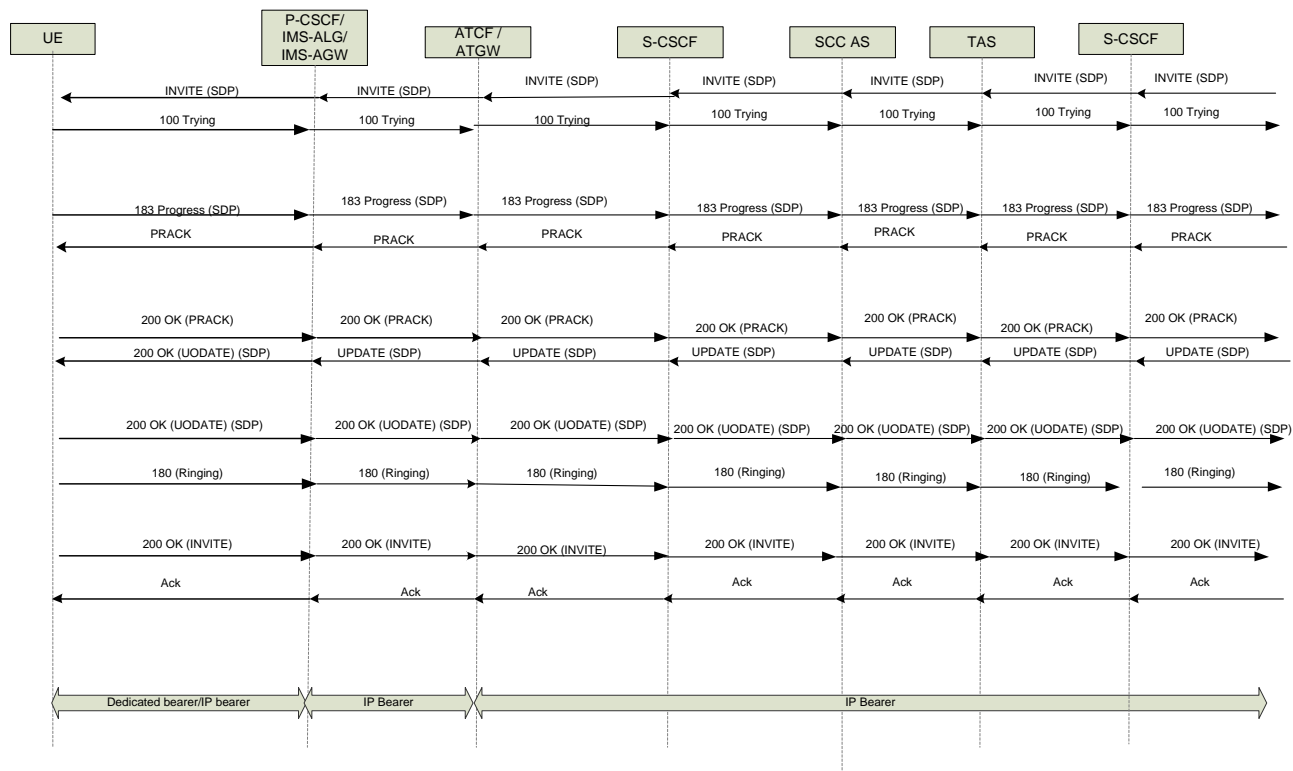 UE
P-CSCF/
IMS-ALG/
IMS-AGW
ATCF /
ATGW
S-CSCF
SCC AS
TAS
S-CSCF
INVITE (SDP)
INVITE (SDP)
INVITE (SDP)
INVITE (SDP)
INVITE (SDP)
INVITE (SDP)
INVITE (SDP)
100 Trying
100 Trying
100 Trying
100 Trying
100 Trying
100 Trying
100 Trying
183 Progress (SDP)
183 Progress (SDP)
183 Progress (SDP)
183 Progress (SDP)
183 Progress (SDP)
183 Progress (SDP)
183 Progress (SDP)
PRACK
PRACK
PRACK
PRACK
PRACK
PRACK
PRACK
200 OK (PRACK)
200 OK (PRACK)
200 OK (PRACK)
200 OK (PRACK)
200 OK (PRACK)
200 OK (PRACK)
200 OK (PRACK)
200 OK (UODATE) (SDP)
UPDATE (SDP)
UPDATE (SDP)
UPDATE (SDP)
UPDATE (SDP)
UPDATE (SDP)
UPDATE (SDP)
200 OK (UODATE) (SDP)
200 OK (UODATE) (SDP)
200 OK (UODATE) (SDP)
200 OK (UODATE) (SDP)
200 OK (UODATE) (SDP)
200 OK (UODATE) (SDP)
200 OK (UODATE) (SDP)
180 (Ringing)
180 (Ringing)
180 (Ringing)
180 (Ringing)
180 (Ringing)
180 (Ringing)
180 (Ringing)
200 OK (INVITE)
200 OK (INVITE)
200 OK (INVITE)
200 OK (INVITE)
200 OK (INVITE)
200 OK (INVITE)
200 OK (INVITE)
Ack
Ack
Ack
Ack
Ack
Ack
Ack
Dedicated bearer/IP bearer
IP Bearer
IP Bearer